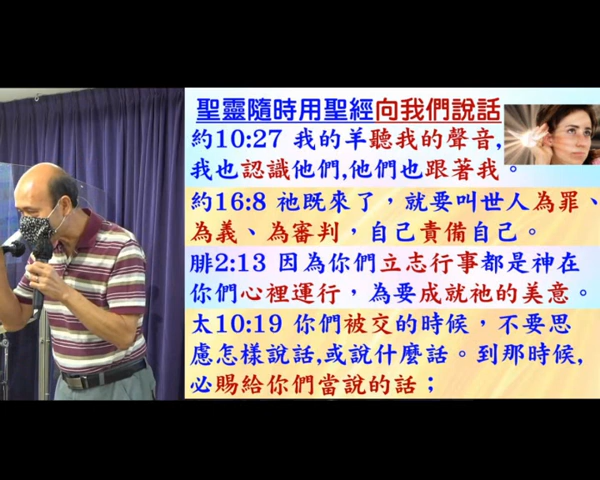 聖靈隨時用聖經向我們說話
約10:27 我的羊聽我的聲音,
我也認識他們,他們也跟著我。
約16:8 祂既來了，就要叫世人為罪、
為義、為審判，自己責備自己。
腓2:13 因為你們立志行事都是神在
你們心裡運行，為要成就祂的美意。
太10:19 你們被交的時候，不要思
慮怎樣說話,或說什麼話。到那時候,
必賜給你們當說的話；